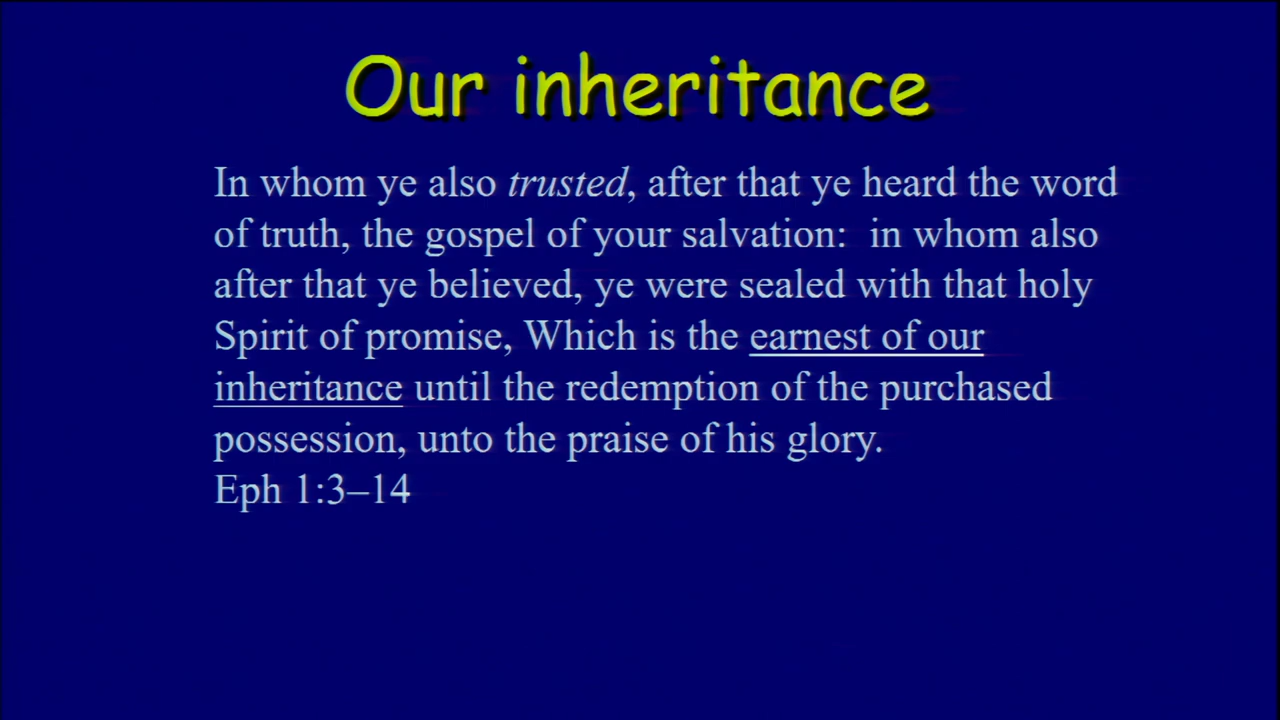 Our inheritance
In whom ye also trusted, after that ye heard the word
of truth, the gospel of your salvation:  in whom also
after that ye believed, ye were sealed with that holy
Spirit of promise, Which is the earnest of our
inheritance until the redemption of the purchased
possession, unto the praise of his glory.
Eph 1:3–14